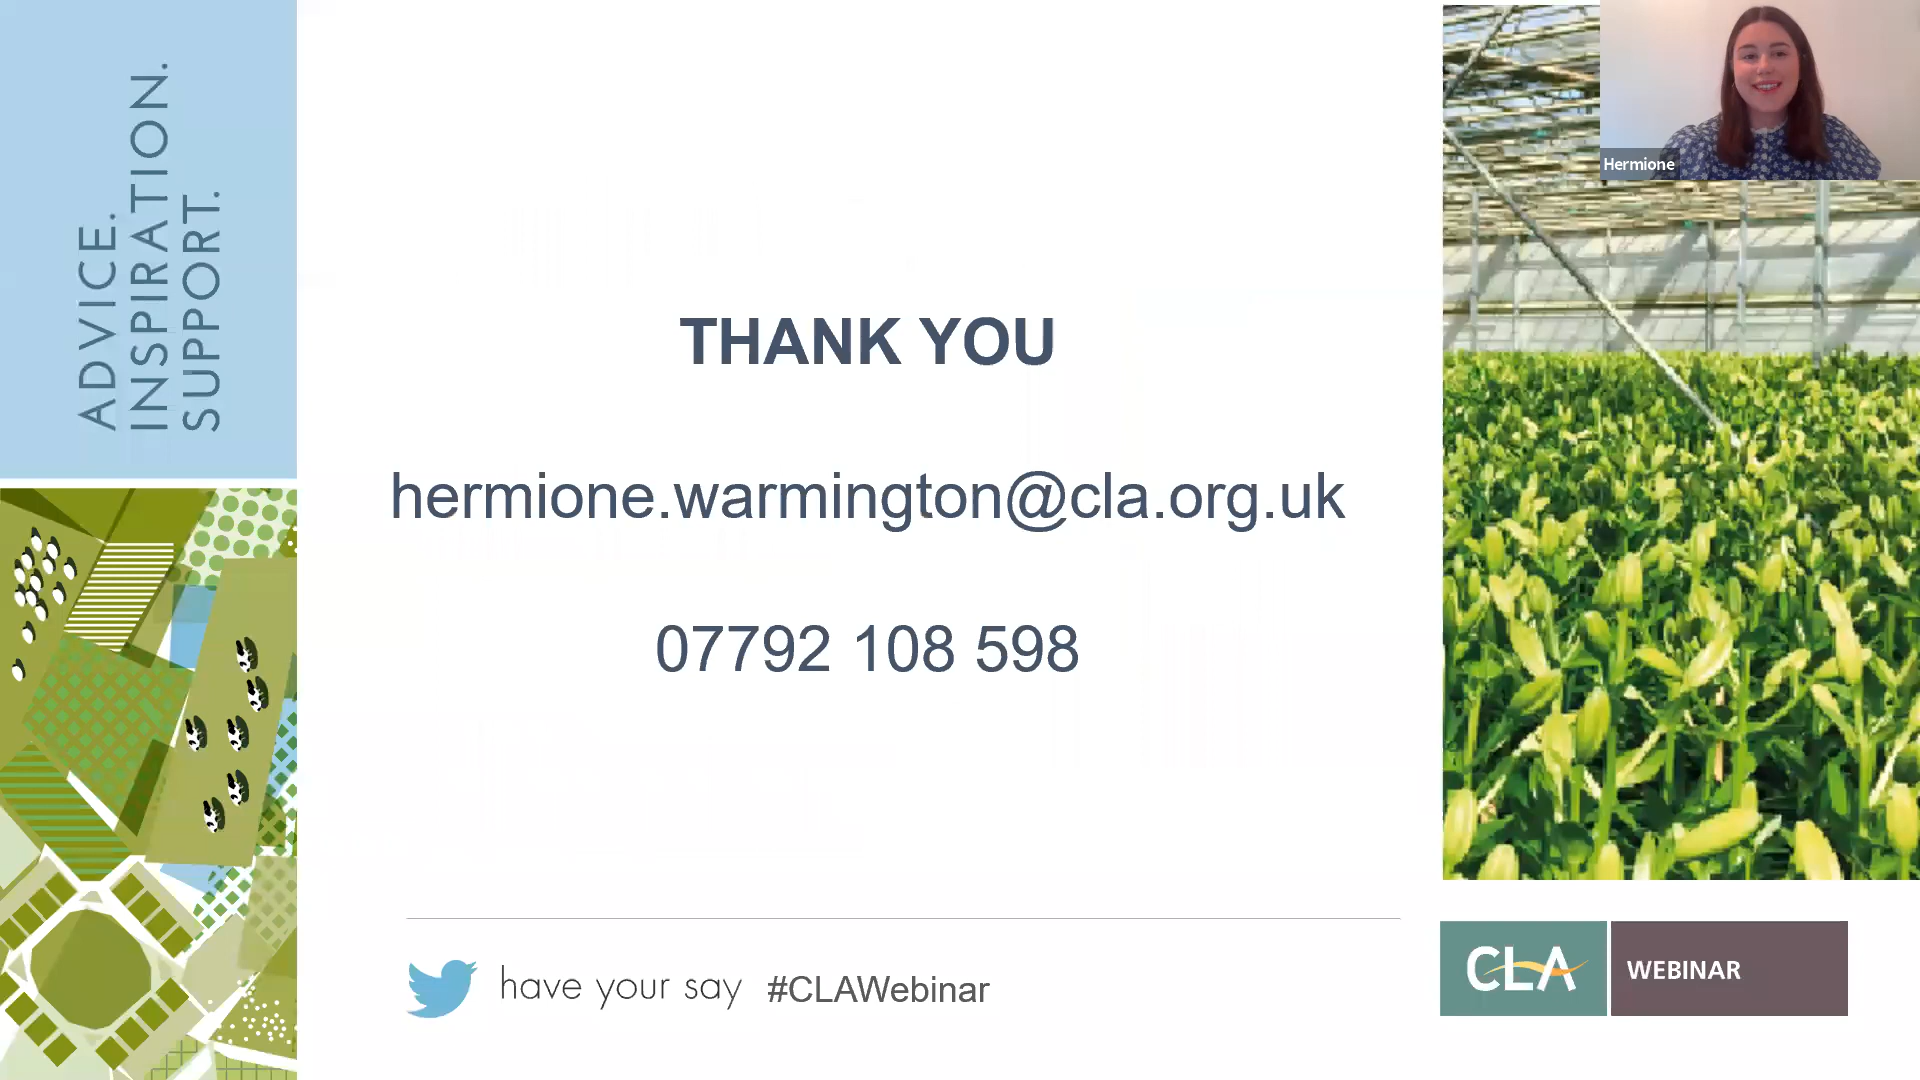 ADVICE.
INSPIRATION.
SUPPORT.
Hermione
THANK YOU
hermione.warmington@cla.org.uk
07792 108 598
have your say #CLAWebinar
CLA WEBINAR